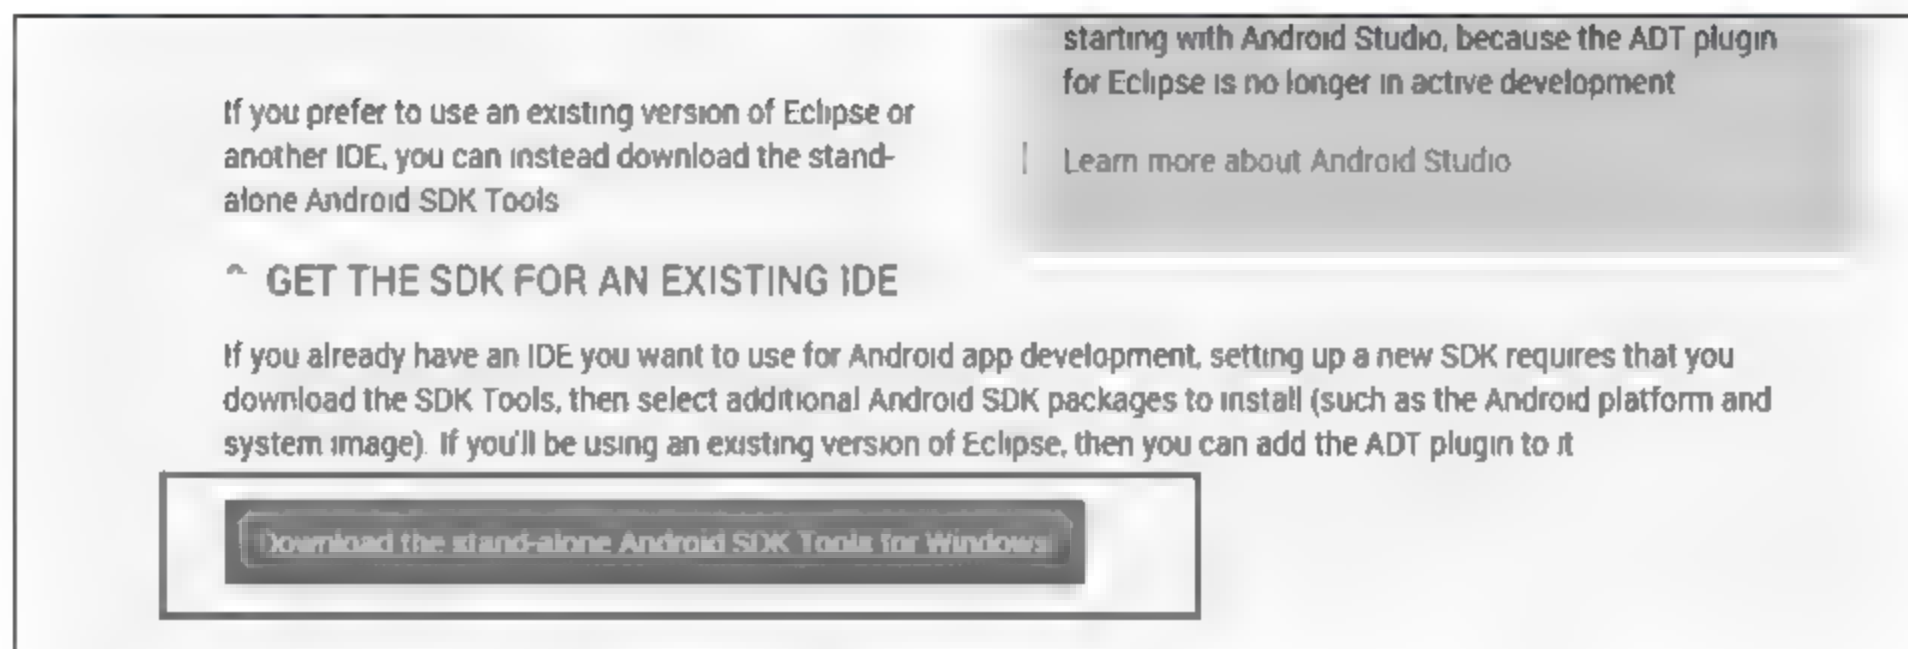 starting with Android Studio, because the ADT plugin
for Eclipse is no longer in active development
Learn more about Android Studio
If you prefer to use an existing version of Eclipse or
another IDE, you can instead download the stand-
alone Android SDK Tools
GET THE SDK FOR AN EXISTING IDE
If you already have an IDE you want to use for Android app development, setting up a new SDK requires that you
download the SDK Tools, then select additional Android SDK packages to install (such as the Android platform and
system image). If you'll be using an existing version of Eclipse, then you can add the ADT plugin to it
Download the stand-alone Android SDK Tools for Windows